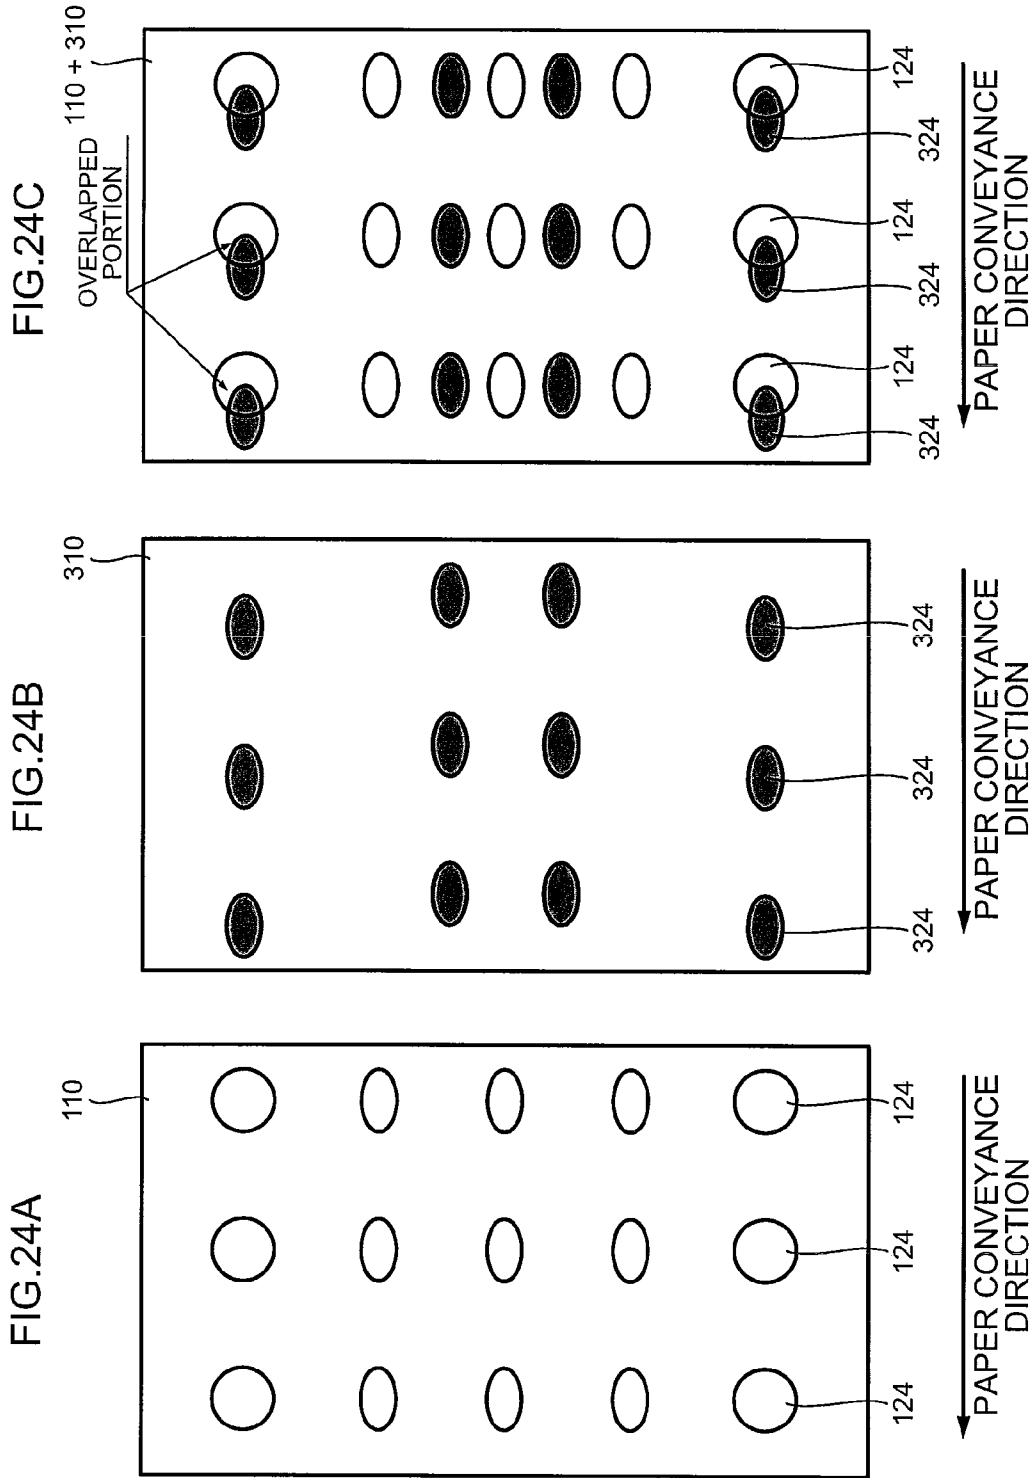 FIG.24A
110
124
124
124
PAPER CONVEYANCE
DIRECTION
FIG.24B
310
324
324
324
PAPER CONVEYANCE
DIRECTION
FIG.24C
OVERLAPPED
PORTION
110 + 310
324
124
324
124
324
124
PAPER CONVEYANCE
DIRECTION